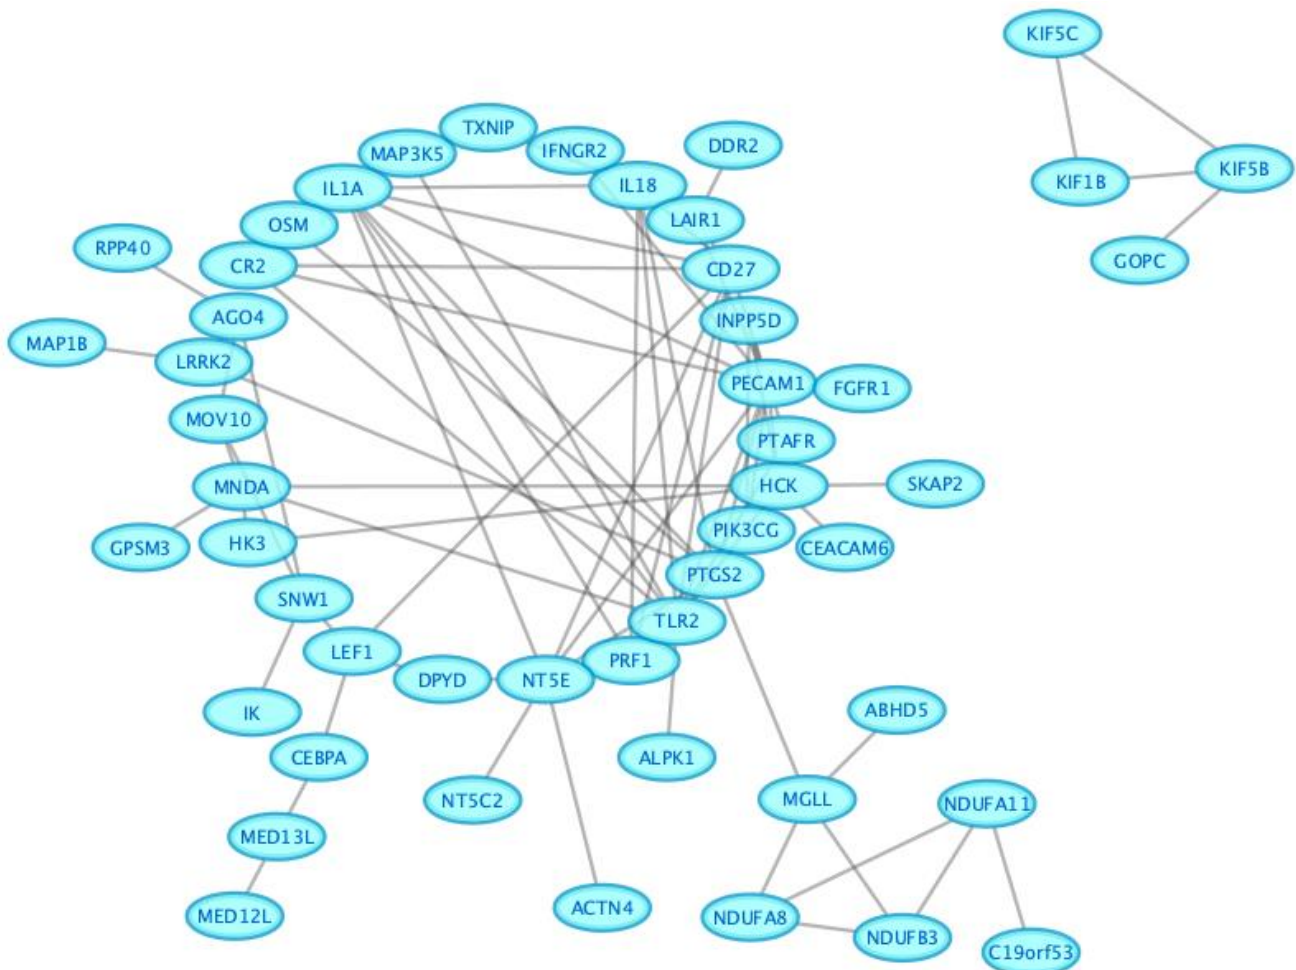 KIF5C
TXNIP
MAP3K5
IFNGR2
DDR2
IL1A
IL18
KIF1B
KIF5B
OSM
LAIR1
RPP40
CR2
CD27
GOPC
AGO4
INPP5D
MAP1B
LRRK2
PECAM1
FGFR1
MOV10
PTAFR
MNDA
HCK
SKAP2
GPSM3
HK3
PIK3CG
CEACAM6
PTGS2
SNW1
TLR2
LEF1
DPYD
NT5E
PRF1
IK
ABHD5
CEBPA
ALPK1
NT5C2
MGLL
NDUFA11
MED13L
MED12L
ACTN4
NDUFA8
NDUFB3
C19orf53